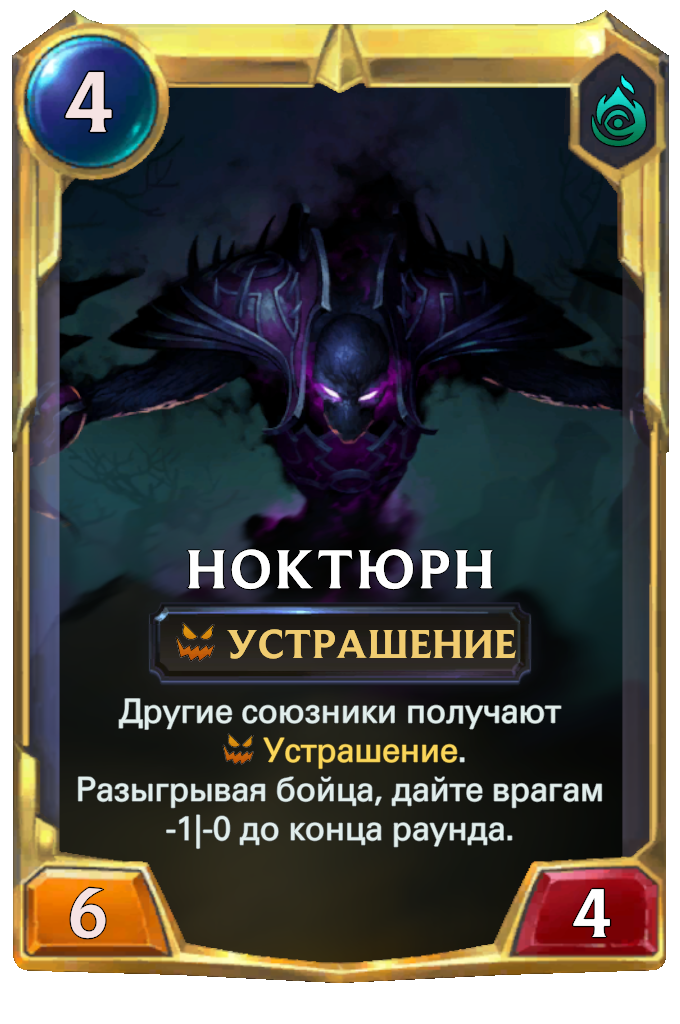 4
НОКТЮРН
УСТРАШЕНИЕ
Другие союзники получают
Устрашение.
Разыгрывая бойца, дайте врагам
-1|-0 до конца раунда.
6 4